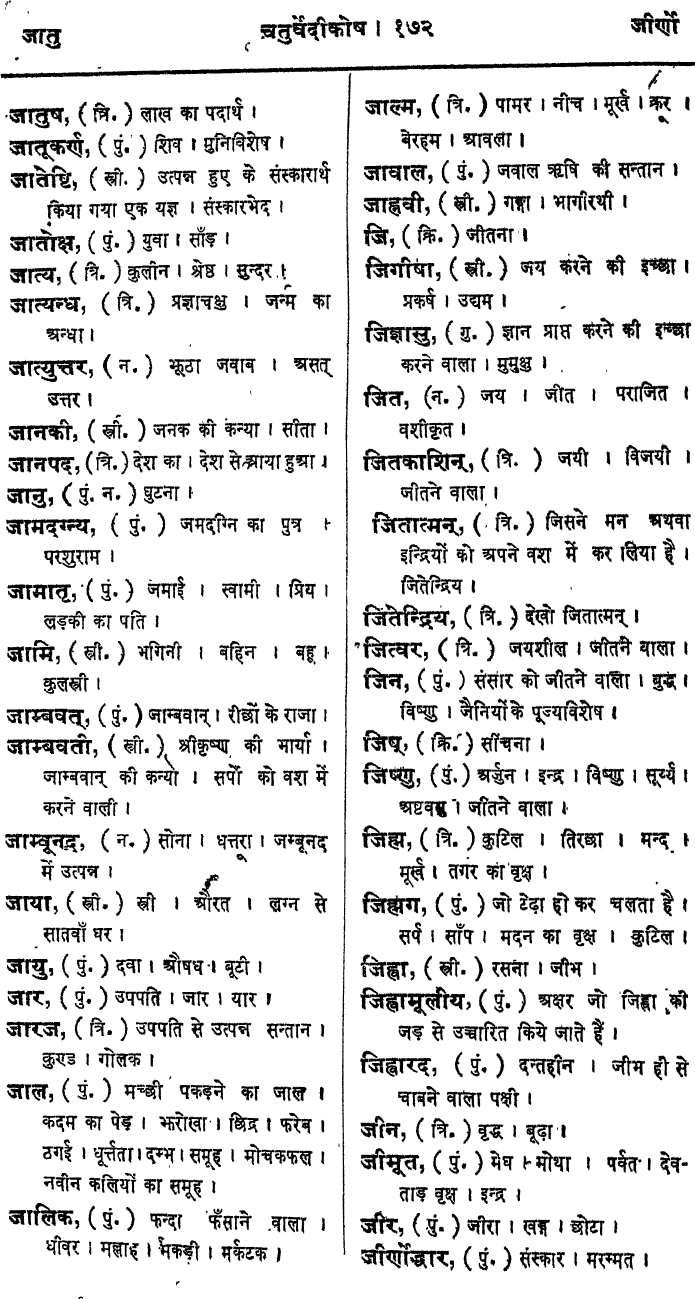 जातु
चतुर्वेदीकोष । १७२
जीर्णो
जातुष, ( त्रि. ) लाख का पदार्थ ।
जातूकर्ण, ( पुं. ) शिव । मुनिविशेष ।
जातेष्टि, ( स्त्री. ) उत्पन्न हुए के संस्कारार्थ
किया गया एक यज्ञ । संस्कारभेद ।
जातोक्ष, ( पुं. ) युवा । साँड़ ।
जात्य, ( त्रि. ) कुलीन । श्रेष्ठ । सुन्दर ।
जात्यन्ध, ( त्रि. ) प्रज्ञाचक्षु । जन्म का
अन्धा ।
जात्युत्तर, ( न. ) झूठा जवाब । असत्
उत्तर ।
जानकी, ( स्त्री. ) जनक की कन्या । सीता ।
जानपद, (त्रि.) देश का । देश से आया हुआ ।
जानु, ( पुं. न. ) घुटना ।
जामदग्न्य, ( पुं. ) जमदग्नि का पुत्र ।
परशुराम ।
जामातृ, ( पुं. ) जमाई । स्वामी । प्रिय ।
लड़की का पति ।
जामि, ( स्त्री. ) भगिनी । बहिन । बहू ।
कुलस्त्री ।
जाम्बवत्, ( पुं. ) जाम्बवान् । रीछों के राजा ।
जाम्बवती, ( स्त्री. ) श्रीकृष्ण की भार्या ।
जाम्बवान् की कन्या । सर्पों को वश में
करने वाली ।
जाम्बूनद, ( न. ) सोना । धत्तूरा । जम्बूनद
में उत्पन्न ।
जाया, ( स्त्री. ) स्त्री । औरत । लग्न से
सातवाँ घर ।
जायु, ( पुं. ) दवा । औषध । बूटी ।
जार, ( पुं. ) उपपति । जार । यार ।
जारज, ( त्रि. ) उपपति से उत्पन्न सन्तान ।
कुण्ड । गोलक ।
जाल, ( पुं. ) मच्छी पकड़ने का जाल ।
कदम का पेड़ । झरोखा । छिद्र । फरेब ।
ठगई । धूर्त्तता । दम्भ । समूह । मोचकफल ।
नवीन कलियों का समूह ।
जालिक, ( पुं. ) फन्दा फँसाने वाला ।
धीवर । मल्लाह । मकड़ी । मर्कटक ।
जाल्म, ( त्रि. ) पामर । नीच । मूर्ख । क्रूर ।
बेरहम । आवला ।
जावाल, ( पुं. ) जवाल ऋषि की सन्तान ।
जाह्नवी, ( स्त्री. ) गङ्गा । भागीरथी ।
जि, ( क्रि. ) जीतना ।
जिगीषा, ( स्त्री. ) जय करने की इच्छा ।
प्रकर्ष । उद्यम ।
जिज्ञासु, ( गु. ) ज्ञान प्राप्त करने की इच्छा
करने वाला । मुमुक्षु ।
जित, (न. ) जय । जीत । पराजित ।
वशीकृत ।
जितकाशिन्, ( त्रि. ) जयी । विजयी ।
जीतने वाला ।
जितात्मन्, ( त्रि. ) जिसने मन अथवा
इन्द्रियों को अपने वश में कर लिया है ।
जितेन्द्रिय ।
जितेन्द्रिय, ( त्रि. ) देखो जितात्मन् ।
जित्वर, ( त्रि. ) जयशील । जीतने वाला ।
जिन, ( पुं. ) संसार को जीतने वाला । बुद्ध ।
विष्णु । जैनियों के पूज्यविशेष ।
जिष्, ( क्रि. ) सींचना ।
जिष्णु, ( पुं. ) अर्जुन । इन्द्र । विष्णु । सूर्य्य ।
अष्टवसु । जीतने वाला ।
जिह्म, ( त्रि. ) कुटिल । तिरछा । मन्द ।
मूर्ख । तगर का वृक्ष ।
जिह्मग, ( पुं. ) जो टेढ़ा हो कर चलता है ।
सर्प । साँप । मदन का वृक्ष । कुटिल ।
जिह्वा, ( स्त्री. ) रसना । जीभ ।
जिह्वामूलीय, ( पुं. ) अक्षर जो जिह्वा की
जड़ से उच्चारित किये जाते हैं ।
जिह्वारद, ( पुं. ) दन्तहीन । जीभ ही से
चाबने वाला पक्षी ।
जीन, ( त्रि. ) वृद्ध । बूढ़ा ।
जीमूत, ( पुं. ) मेघ । मोथा । पर्वत । देव-
ताड़ वृक्ष । इन्द्र ।
जीर, ( पुं. ) जीरा । खङ्ग । छोटा ।
जीर्णोद्धार, ( पुं. ) संस्कार । मरम्मत ।